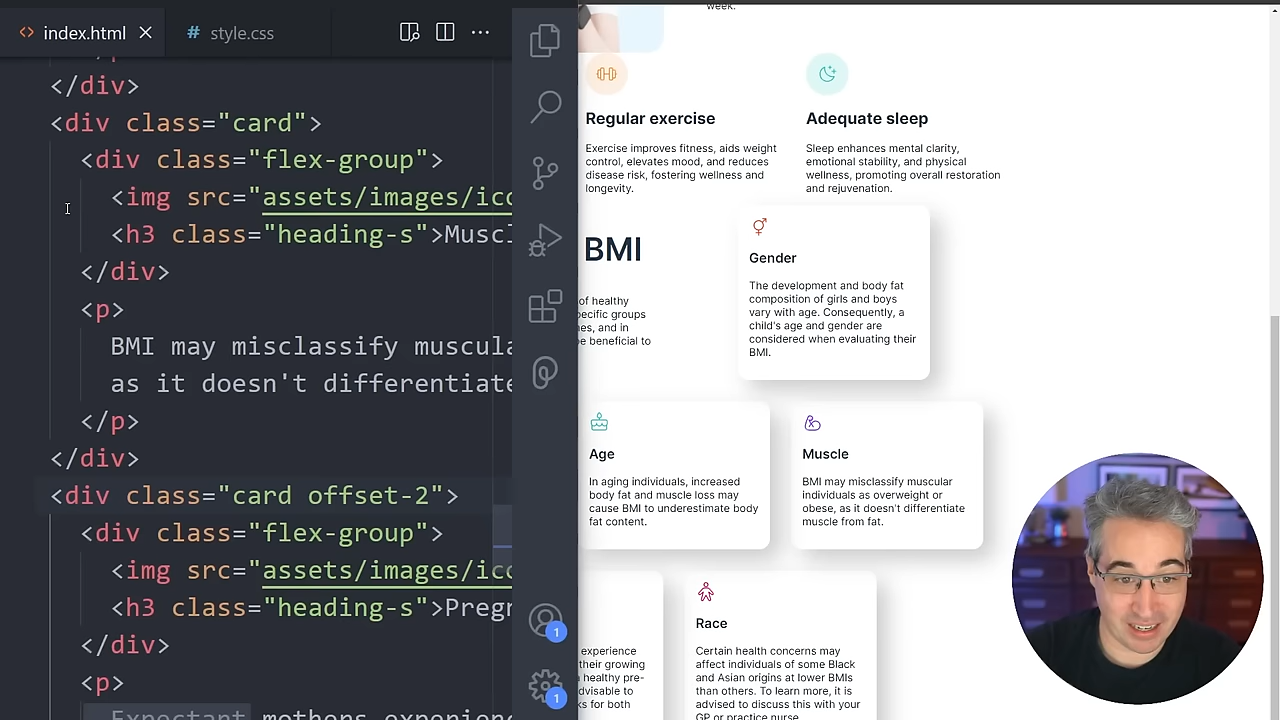 index.html
style.css
</div>
<div class="card">
<div class="flex-group">
<img src="assets/images/ico
<h3 class="heading-s">Muscl
</div>
<p>
BMI may misclassify muscula
as it doesn't differentiate
</p>
</div>
<div class="card offset-2">
<div class="flex-group">
<img src="assets/images/ico
<h3 class="heading-s">Pregn
</div>
<p>
Expectant mothers experienc
1
1
week.
Regular exercise
Exercise improves fitness, aids weight
control, elevates mood, and reduces
disease risk, fostering wellness and
longevity.
Adequate sleep
Sleep enhances mental clarity,
emotional stability, and physical
wellness, promoting overall restoration
and rejuvenation.
BMI
of healthy
pecific groups
nes, and in
be beneficial to
Gender
The development and body fat
composition of girls and boys
vary with age. Consequently, a
child's age and gender are
considered when evaluating their
BMI.
Age
In aging individuals, increased
body fat and muscle loss may
cause BMI to underestimate body
fat content.
Muscle
BMI may misclassify muscular
individuals as overweight or
obese, as it doesn't differentiate
muscle from fat.
experience
their growing
healthy pre-
dvisable to
ks for both
Race
Certain health concerns may
affect individuals of some Black
and Asian origins at lower BMIs
than others. To learn more, it is
advised to discuss this with your
GP or practice nurse.